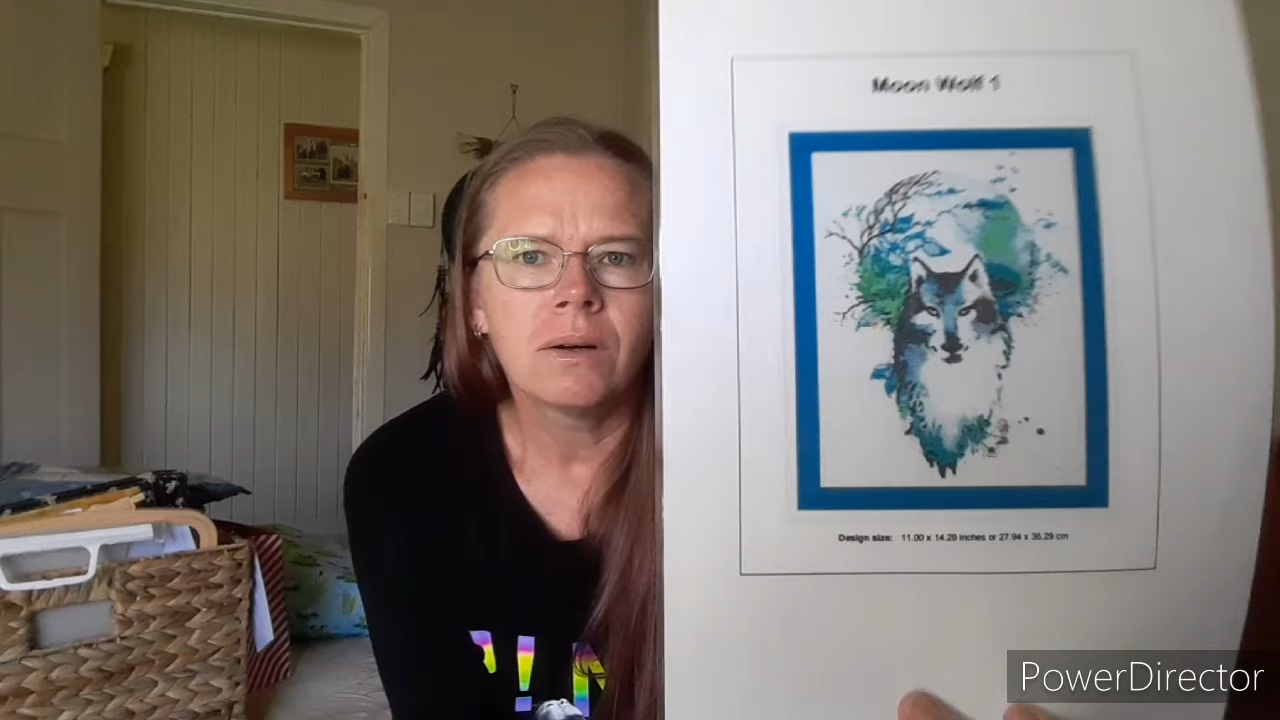 Moon Wolf 1
Design size: 11.00 x 14.29 inches or 27.94 x 36.29 cm
PowerDirector